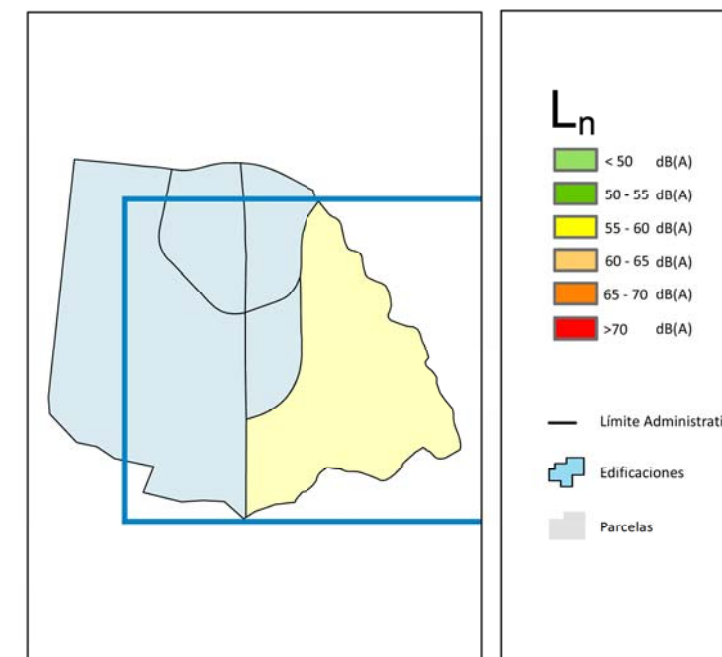 Ln
< 50 dB(A)
50 - 55 dB(A)
55 - 60 dB(A)
60 - 65 dB(A)
65 - 70 dB(A)
>70 dB(A)
Límite Administrati
Edificaciones
Parcelas